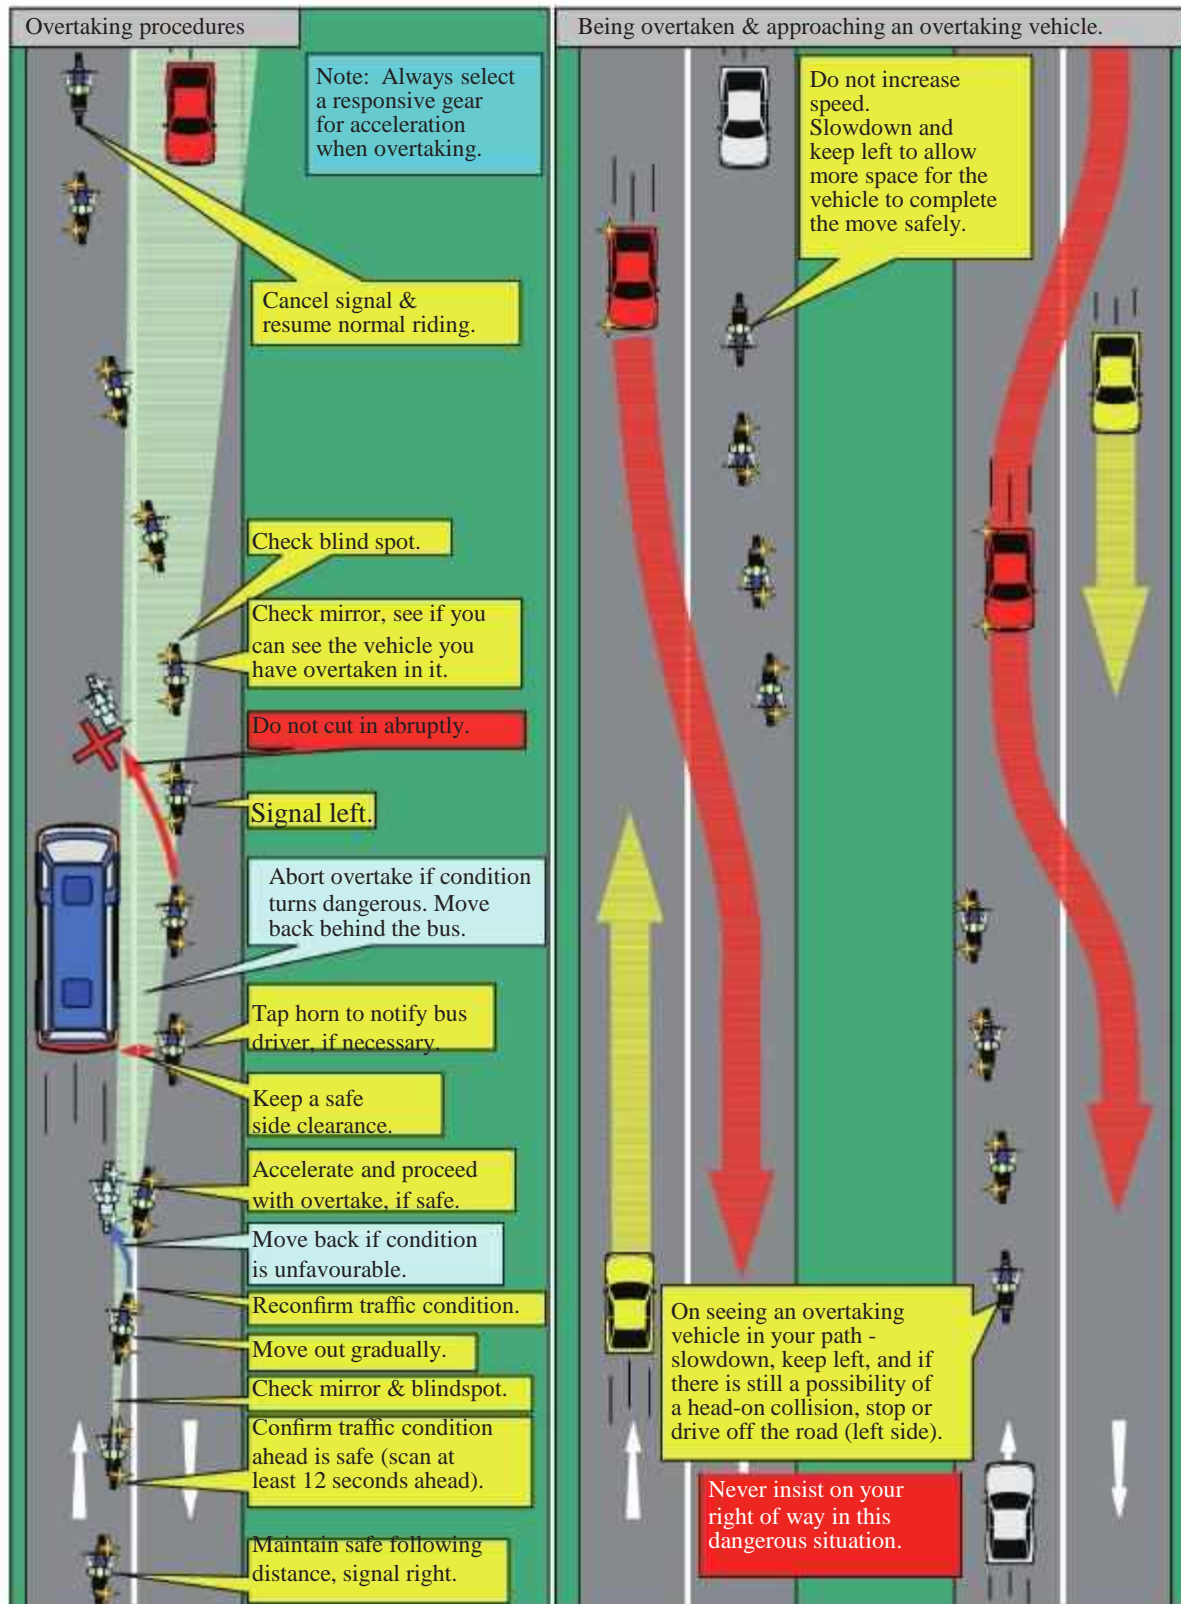 Overtaking procedures
Note: Always select
a responsive gear
for acceleration
when overtaking.
Cancel signal &
resume normal riding.
Check blind spot.
Check mirror, see if you
can see the vehicle you
have overtaken in it.
Do not cut in abruptly.
Signal left.
Abort overtake if condition
turns dangerous. Move
back behind the bus.
Tap horn to notify bus
driver, if necessary.
Keep a safe
side clearance.
Accelerate and proceed
with overtake, if safe.
Move back if condition
is unfavourable.
Reconfirm traffic condition.
Move out gradually.
Check mirror & blindspot.
Confirm traffic condition
ahead is safe (scan at
least 12 seconds ahead).
Maintain safe following
distance, signal right.
Being overtaken & approaching an overtaking vehicle.
Do not increase
speed.
Slowdown and
keep left to allow
more space for the
vehicle to complete
the move safely.
On seeing an overtaking
vehicle in your path -
slowdown, keep left, and if
there is still a possibility of
a head-on collision, stop or
drive off the road (left side).
Never insist on your
right of way in this
dangerous situation.